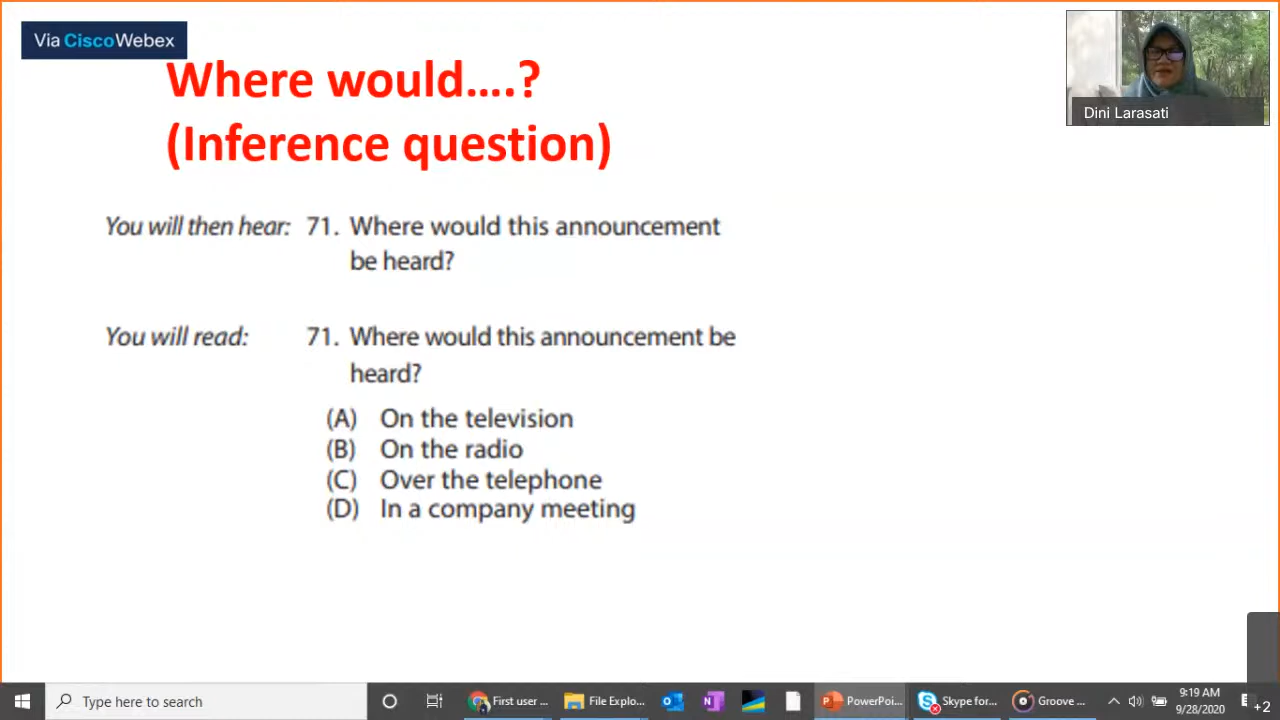 Via CiscoWebex
Where would....?
(Inference question)
Dini Larasati
You will then hear: 71. Where would this announcement
be heard?
You will read: 71. Where would this announcement be
heard?
(A) On the television
(B) On the radio
(C) Over the telephone
(D) In a company meeting
Type here to search
First user ...
File Explo...
PowerPoi...
Skype for...
Groove ...
9:19 AM
9/28/2020
+2